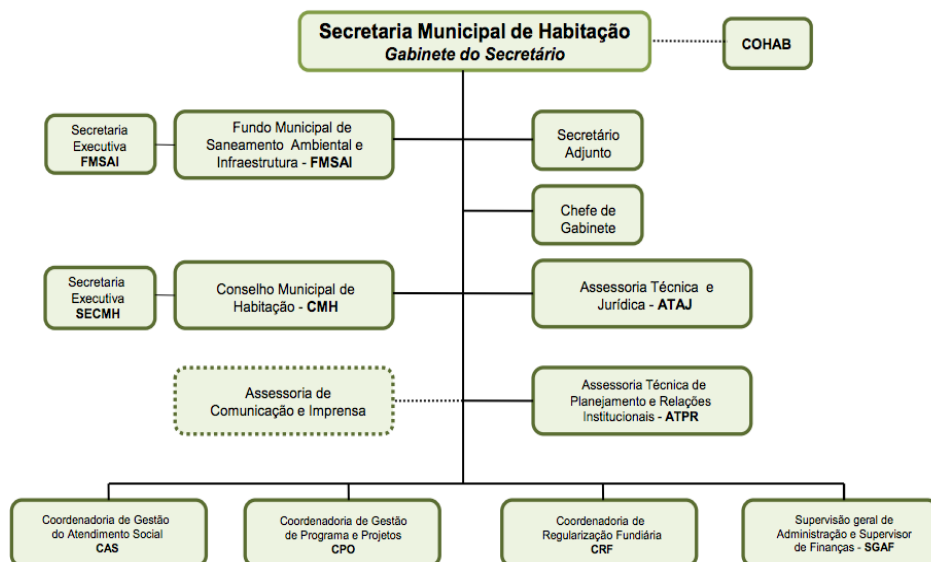 Secretaria Municipal de Habitação
Gabinete do Secretário
COHAB
Secretaria
Executiva
FMSAI
Fundo Municipal de
Saneamento Ambiental e
Infraestrutura - FMSAI
Secretário
Adjunto
Chefe de
Gabinete
Secretaria
Executiva
SECMH
Conselho Municipal de
Habitação - CMH
Assessoria Técnica e
Jurídica - ATAJ
Assessoria de
Comunicação e Imprensa
Assessoria Técnica de
Planejamento e Relações
Institucionais - ATPR
Coordenadoria de Gestão
do Atendimento Social
CAS
Coordenadoria de Gestão
de Programa e Projetos
CPO
Coordenadoria de
Regularização Fundiária
CRF
Supervisão geral de
Administração e Supervisor
de Finanças - SGAF